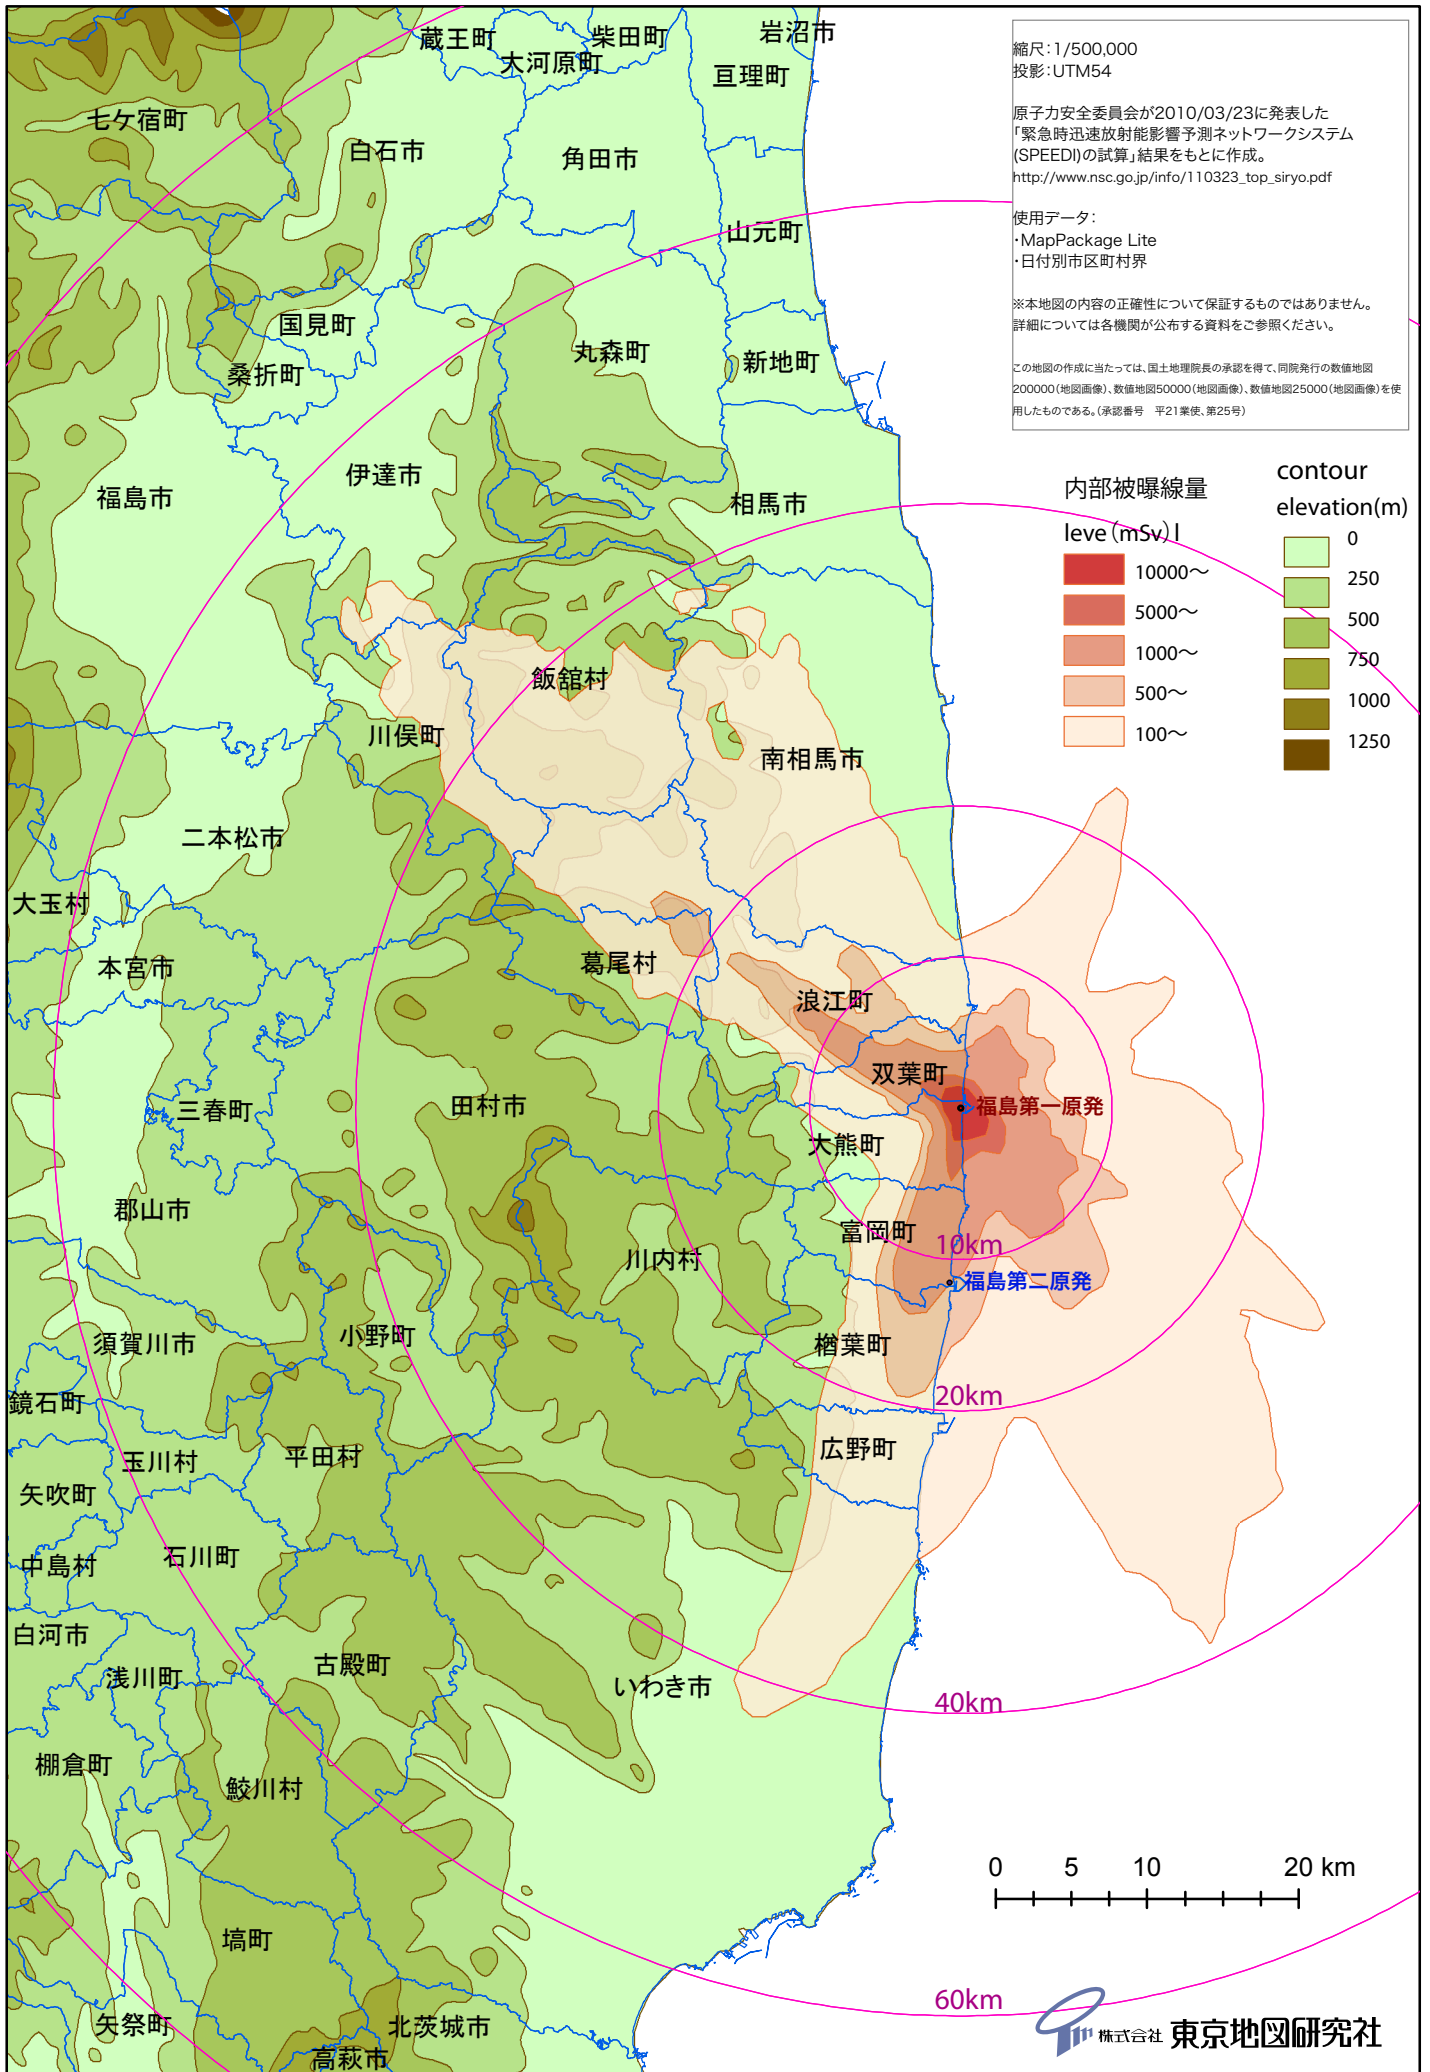 縮尺：1/500,000
投影：UTM54
原子力安全委員会が2010/03/23に発表した
「緊急時迅速放射能影響予測ネットワークシステム
(SPEEDI)の試算」結果をもとに作成。
http://www.nsc.go.jp/info/110323_top_siryo.pdf
使用データ：
・MapPackage Lite
・日付別市区町村界
※本地図の内容の正確性について保証するものではありません。
詳細については各機関が公布する資料をご参照ください。
この地図の作成に当たっては、国土地理院長の承認を得て、同院発行の数値地図
200000（地図画像）、数値地図50000（地図画像）、数値地図25000（地図画像）を使
用したものである。（承認番号　平21業使、第25号）
内部被曝線量
leve（mSv）l
10000～
5000～
1000～
500～
100～
contour
elevation(m)
0
250
500
750
1000
1250
蔵王町
柴田町
岩沼市
大河原町
亘理町
七ケ宿町
白石市
角田市
山元町
国見町
丸森町
新地町
桑折町
伊達市
福島市
相馬市
飯舘村
川俣町
南相馬市
二本松市
大玉村
本宮市
葛尾村
浪江町
双葉町
三春町
田村市
福島第一原発
大熊町
郡山市
富岡町
10km
川内村
福島第二原発
須賀川市
小野町
楢葉町
20km
鏡石町
玉川村
平田村
広野町
矢吹町
中島村
石川町
白河市
浅川町
古殿町
いわき市
40km
棚倉町
鮫川村
0 5 10 20 km
塙町
60km
矢祭町
北茨城市
高萩市
株式会社 東京地図研究社